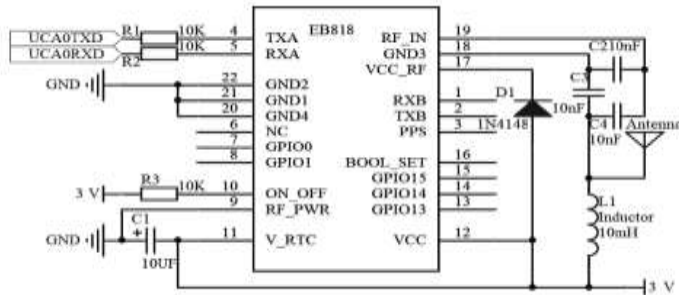 UCA0TXD R1 10K 4 TXA EB818 RF_IN 19
UCA0RXD R2 10K 5 RXA GND3 18 C2 10nF
VCC_RF 17
GND 22 GND2 C3
21 GND1 RXB 1 D1 10nF
20 GND4 TXB 2 C4 Antenna
6 NC PPS 3 1N4148 10nF
7 GPIO0
8 GPIO1 BOOL_SET 16
R3 GPIO15 15
3 V 10K 10 ON_OFF GPIO14 14
9 RF_PWR GPIO13 13 L1
C1 Inductor
GND + 11 V_RTC VCC 12 10mH
10UF
3 V